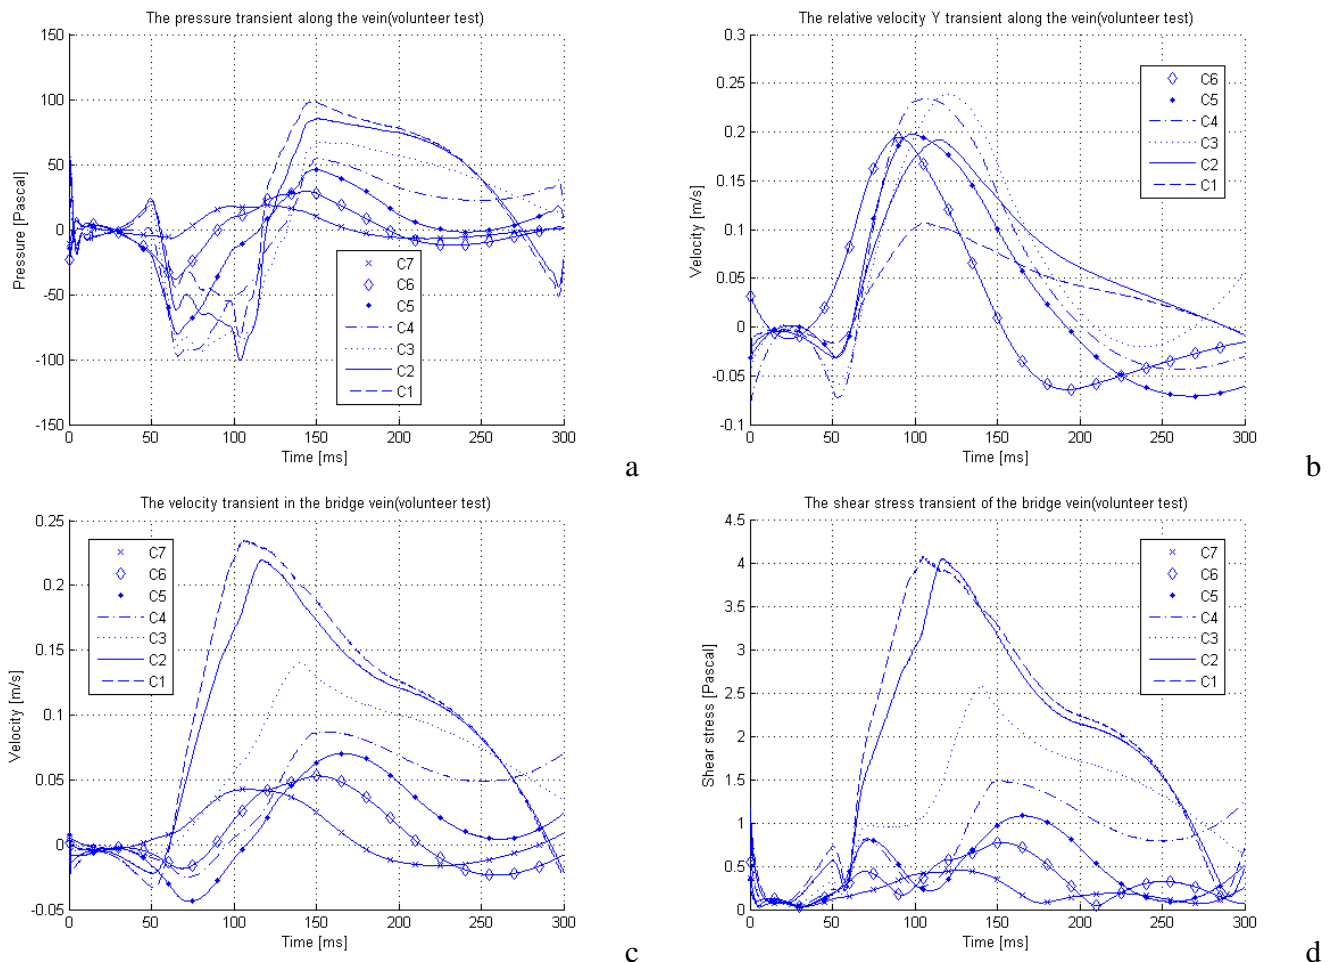 The pressure transient along the vein(volunteer test)
150
100
50
0
-50
-100
-150
Pressure [Pascal]
C7
C6
C5
C4
C3
C2
C1
0 50 100 150 200 250 300
Time [ms]
a
The relative velocity Y transient along the vein(volunteer test)
0.3
0.25
0.2
0.15
0.1
0.05
0
-0.05
-0.1
Velocity [m/s]
C6
C5
C4
C3
C2
C1
0 50 100 150 200 250 300
Time [ms]
b
The velocity transient in the bridge vein(volunteer test)
0.25
0.2
0.15
0.1
0.05
0
-0.05
Velocity [m/s]
C7
C6
C5
C4
C3
C2
C1
0 50 100 150 200 250 300
Time [ms]
c
The shear stress transient of the bridge vein(volunteer test)
4.5
4
3.5
3
2.5
2
1.5
1
0.5
0
Shear stress [Pascal]
C7
C6
C5
C4
C3
C2
C1
0 50 100 150 200 250 300
Time [ms]
d